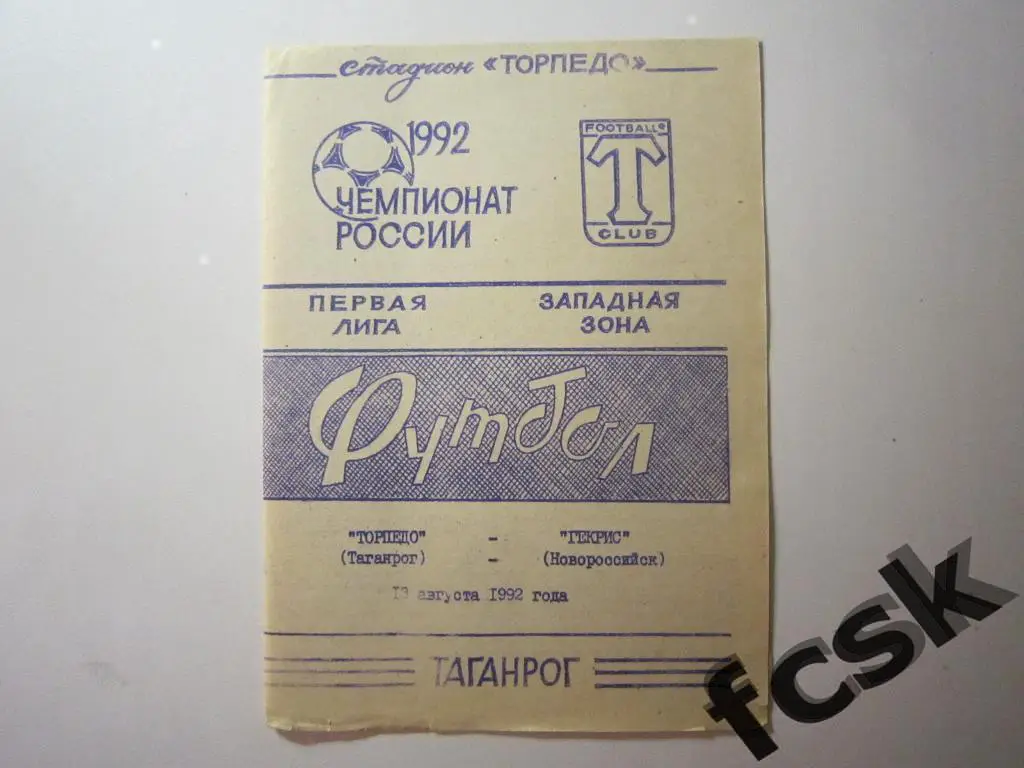 стадион «ТОРПЕДО»
1992
ЧЕМПИОНАТ
РОССИИ
FOOTBALL
T
CLUB
ПЕРВАЯ
ЛИГА
ЗАПАДНАЯ
ЗОНА
Футбол
"ТОРПЕДО" - "ГЕКРИС"
(Таганрог) - (Новороссийск)
13 августа 1992 года
ТАГАНРОГ
fcsk